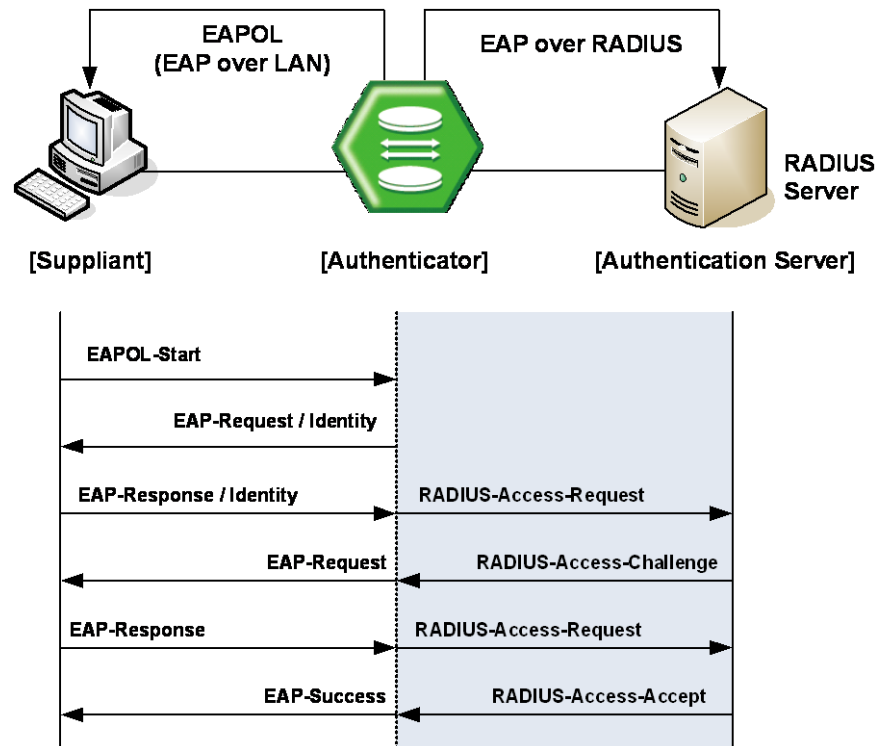 EAPOL
(EAP over LAN)
EAP over RADIUS
RADIUS
Server
[Suppliant]
[Authenticator]
[Authentication Server]
EAPOL-Start
EAP-Request / Identity
EAP-Response / Identity
RADIUS-Access-Request
EAP-Request
RADIUS-Access-Challenge
EAP-Response
RADIUS-Access-Request
EAP-Success
RADIUS-Access-Accept